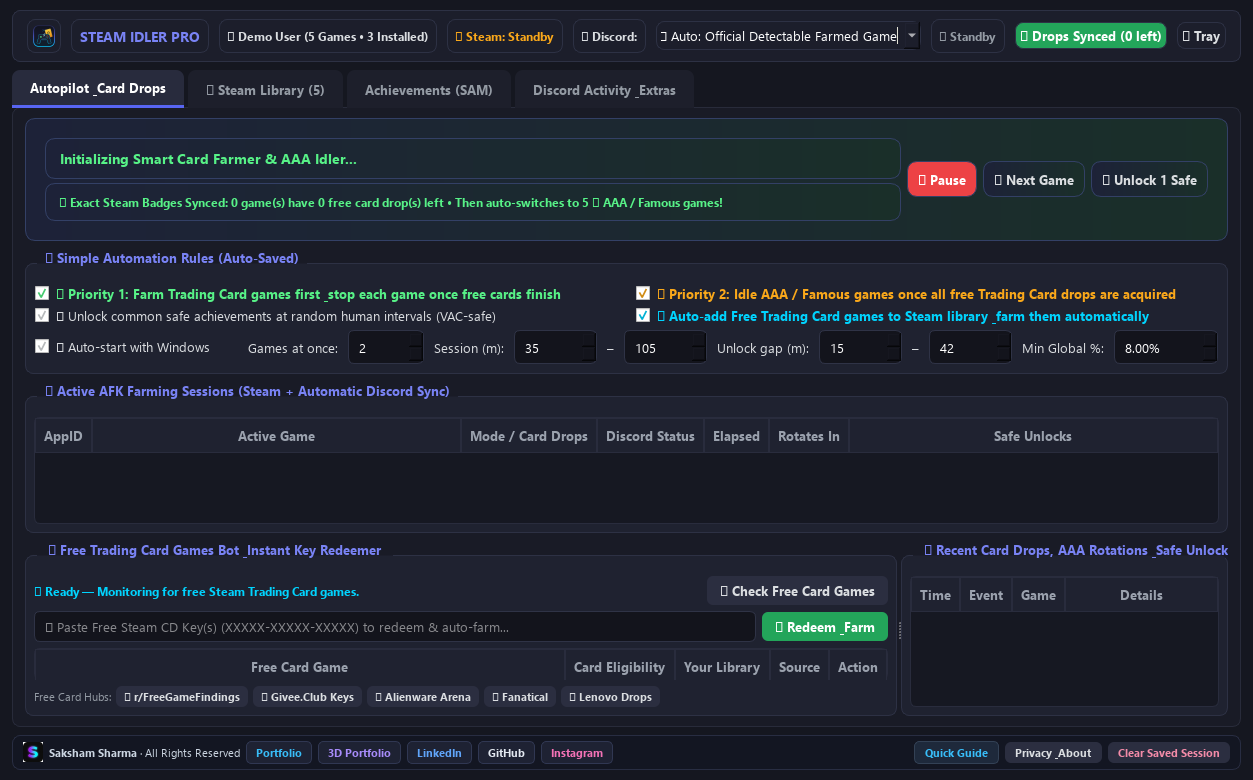 STEAM IDLER PRO
Demo User (5 Games • 3 Installed)
Steam: Standby
Discord:
Auto: Official Detectable Farmed Game
Standby
Drops Synced (0 left)
Tray
Autopilot _Card Drops
Steam Library (5)
Achievements (SAM)
Discord Activity _Extras
Initializing Smart Card Farmer & AAA Idler...
Exact Steam Badges Synced: 0 game(s) have 0 free card drop(s) left • Then auto-switches to 5 AAA / Famous games!
Pause
Next Game
Unlock 1 Safe
Simple Automation Rules (Auto-Saved)
Priority 1: Farm Trading Card games first _stop each game once free cards finish
Priority 2: Idle AAA / Famous games once all free Trading Card drops are acquired
Unlock common safe achievements at random human intervals (VAC-safe)
Auto-add Free Trading Card games to Steam library _farm them automatically
Auto-start with Windows
Games at once:
2
Session (m):
35
–
105
Unlock gap (m):
15
–
42
Min Global %:
8.00%
Active AFK Farming Sessions (Steam + Automatic Discord Sync)
AppID
Active Game
Mode / Card Drops
Discord Status
Elapsed
Rotates In
Safe Unlocks
Free Trading Card Games Bot _Instant Key Redeemer
Ready — Monitoring for free Steam Trading Card games.
Check Free Card Games
Paste Free Steam CD Key(s) (XXXXX-XXXXX-XXXXX) to redeem & auto-farm...
Redeem _Farm
Free Card Game
Card Eligibility
Your Library
Source
Action
Free Card Hubs:
r/FreeGameFindings
Givee.Club Keys
Alienware Arena
Fanatical
Lenovo Drops
Recent Card Drops, AAA Rotations _Safe Unlock
Time
Event
Game
Details
S
Saksham Sharma · All Rights Reserved
Portfolio
3D Portfolio
LinkedIn
GitHub
Instagram
Quick Guide
Privacy _About
Clear Saved Session